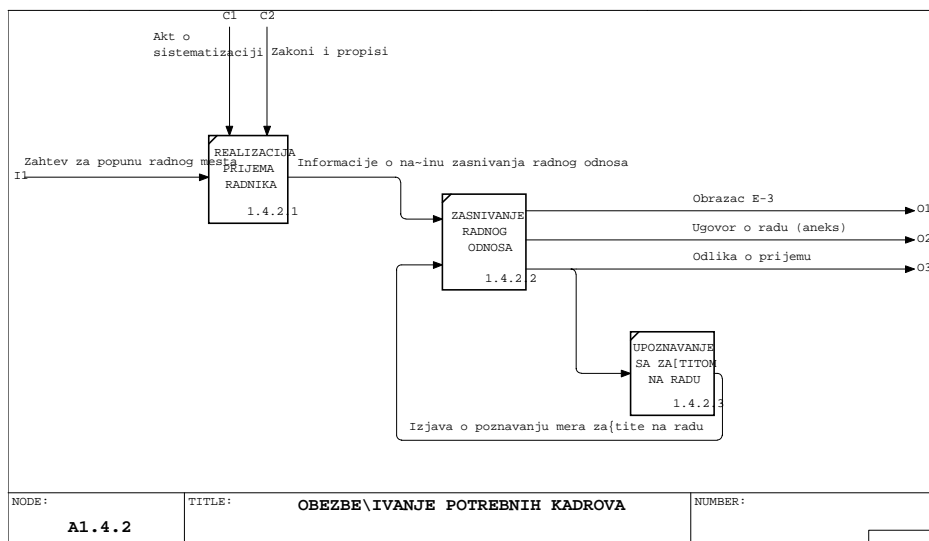 C1
C2
Akt o
sistematizaciji
Zakoni i propisi
Zahtev za popunu radnog mesta
I1
REALIZACIJA
PRIJEMA
RADNIKA
1.4.2.1
Informacije o na~inu zasnivanja radnog odnosa
ZASNIVANJE
RADNOG
ODNOSA
1.4.2.2
Obrazac E-3
O1
Ugovor o radu (aneks)
O2
Odlika o prijemu
O3
UPOZNAVANJE
SA ZA[TITOM
NA RADU
1.4.2.3
Izjava o poznavanju mera za{tite na radu
NODE:
A1.4.2
TITLE:
OBEZBE\IVANJE POTREBNIH KADROVA
NUMBER: